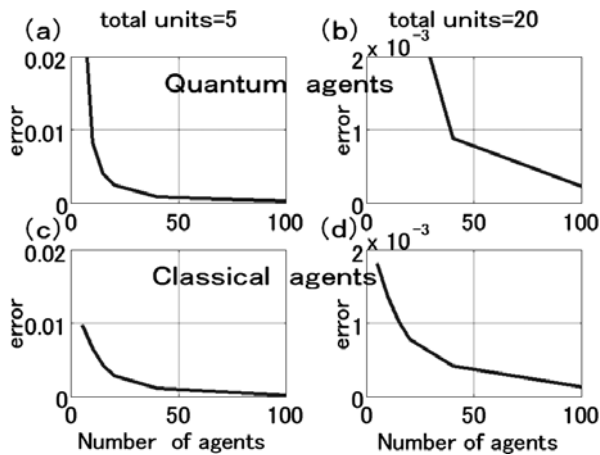 (a) total units=5
(b) total units=20
2 × 10⁻³
0.02
0.01
0
error
Quantum agents
2
1
0
error
0 50 100
0 50 100
(c)
(d) 2 × 10⁻³
0.02
0.01
0
error
Classical agents
2
1
0
error
0 50 100
0 50 100
Number of agents
Number of agents